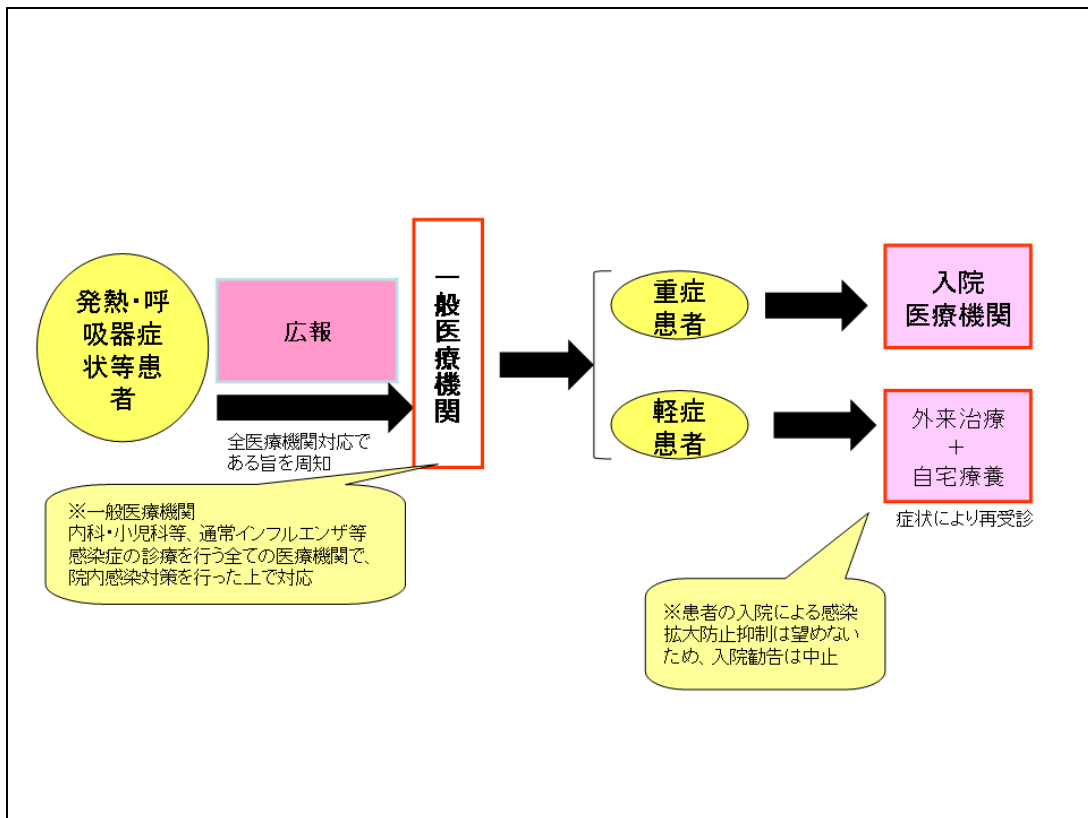 発熱・呼
吸器症
状等患
者
広報
全医療機関対応で
ある旨を周知
一般医療機関
※一般医療機関
内科・小児科等、通常インフルエンザ等
感染症の診療を行う全ての医療機関で、
院内感染対策を行った上で対応
重症
患者
入院
医療機関
軽症
患者
外来治療
+
自宅療養
症状により再受診
※患者の入院による感染
拡大防止抑制は望めない
ため、入院勧告は中止